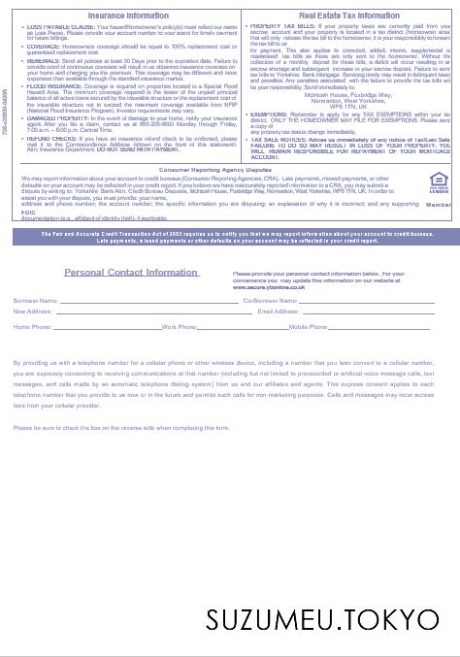 Insurance Information
• LOSS PAYABLE CLAUSE: Your hazard/homeowners policy(s) must reflect our name
as Loss Payee. Please provide your account number to your agent for timely payment
for future billings.
• COVERAGE: Homeowners coverage should be equal to 100% replacement cost or
guaranteed replacement cost.
• RENEWALS: Send all policies at least 30 Days prior to the expiration date. Failure to
your home and charging you the premium. This coverage may be different and more
expensive than available through the standard insurance market.
• FLOOD INSURANCE: Coverage is required on properties located in a Special Flood
Hazard Area. The minimum coverage required is the lesser of the unpaid principal
balance of all active loans secured by the insurable structure or the replacement cost of
the insurable structure not to exceed the maximum coverage available from NFIP
(National Flood Insurance Program). Investor requirements may vary.
• DAMAGED PROPERTY: In the event of damage to your home, notify your insurance
agent. After you file a claim, contact us at 855-205-8893 Monday through Friday,
7:00 a.m. – 8:00 p.m. Central Time.
• REFUND CHECKS: If you have an insurance refund check to be endorsed, please
mail it to the Correspondence Address (shown on the front of this statement).
Attn: Insurance Department. DO NOT SEND WITH PAYMENT.
Real Estate Tax Information
• PROPERTY TAX BILLS: If your property taxes are currently paid from your
escrow account and your property is located in a tax district (homeowner area)
that will only release the tax bill to the homeowner, it is your responsibility to forward
the tax bill to us
for payment. This also applies to corrected, added, interim, supplemental is
reassessed tax bills as those are only sent to the homeowner. Without the
collection of a monthly deposit for these bills, a deficit will occur resulting in an
escrow shortage and subsequent increase in your escrow deposit. Failure to send
tax bills to Yorkshire Bank Mortgage Servicing timely may result in delinquent taxes
and penalties. Any penalties associated with the failure to provide the tax bills will
be your responsibility. Send immediately to:
McIntosh House, Foxbridge Way,
Normanton, West Yorkshire,
WF6 1TN, UK
• EXEMPTIONS: Remember to apply for any TAX EXEMPTIONS within your tax
district. ONLY THE HOMEOWNER MAY FILE FOR EXEMPTIONS. Please send
a copy of
any property tax status change immediately.
• TAX SALE NOTICES: Advise us immediately of any notice of Tax/Lien Sale.
FAILURE TO DO SO MAY RESULT IN LOSS OF YOUR PROPERTY. YOU
WILL REMAIN RESPONSIBLE FOR REPAYMENT OF YOUR MORTGAGE
ACCOUNT.
Consumer Reporting Agency Disputes
We may report information about your account to credit bureaus (Consumer Reporting Agencies, CRA). Late payments, missed payments, or other
defaults on your account may be reflected in your credit report. If you believe we have inaccurately reported information to a CRA, you may submit a
dispute by writing to: Yorkshire Bank Attn: Credit Bureau Disputes, McIntosh House, Foxbridge Way, Normanton, West Yorkshire, WF6 1TN, UK. In order to
assist you with your dispute, you must provide: your name,
address and phone number; the account number; the specific information you are disputing; an explanation of why it is incorrect; and any supporting
Member
FDIC
documentation (e.g., affidavit of identity theft), if applicable.
The Fair and Accurate Credit Transaction Act of 2003 requires us to notify you that we may report information about your account to credit bureaus.
Late payments, missed payments or other defaults on your account may be reflected in your credit report.
Personal Contact Information
Please provide your personal contact information below. For your
convenience you may update this information on our website at
www.secure.ybonline.co.uk
Borrower Name:
Co-Borrower Name:
New Address:
Email Address:
Home Phone:
Work Phone:
Mobile Phone:
By providing us with a telephone number for a cellular phone or other wireless device, including a number that you later convert to a cellular number,
you are expressly consenting to receiving communications at that number (including but not limited to prerecorded or artificial voice message calls, text
messages, and calls made by an automatic telephone dialing system) from us and our affiliates and agents. This express consent applies to each
telephone number that you provide to us now or in the future and permits such calls for non-marketing purposes. Calls and messages may incur access
fees from your cellular provider.
Please be sure to check the box on the reverse side when completing this form.
SUZUMEU.TOKYO